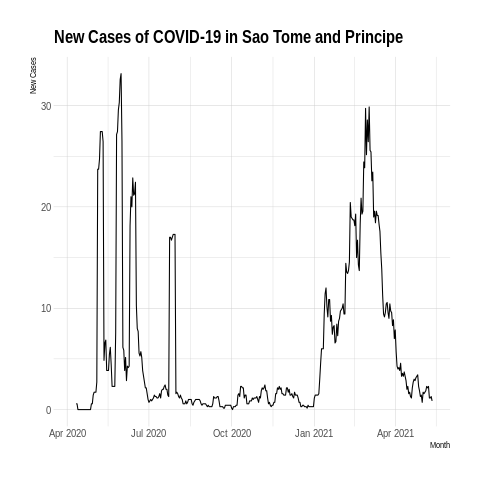 New Cases of COVID-19 in Sao Tome and Principe
New Cases
30
20
10
0
Apr 2020 Jul 2020 Oct 2020 Jan 2021 Apr 2021
Month